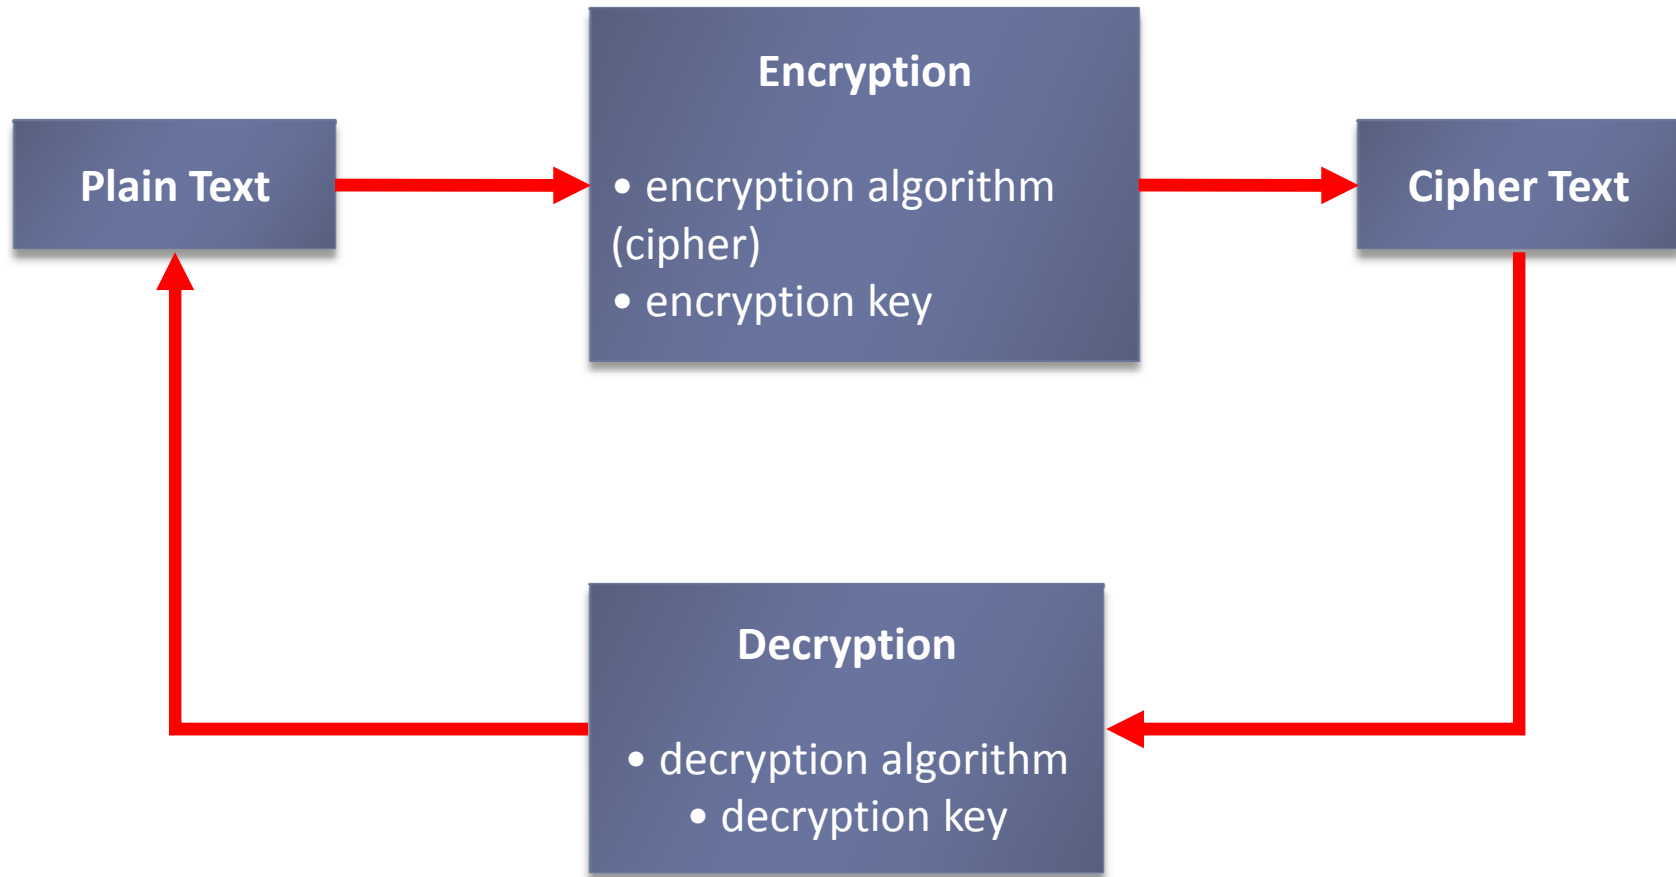 Encryption
Plain Text
• encryption algorithm
(cipher)
• encryption key
Cipher Text
Decryption
• decryption algorithm
• decryption key